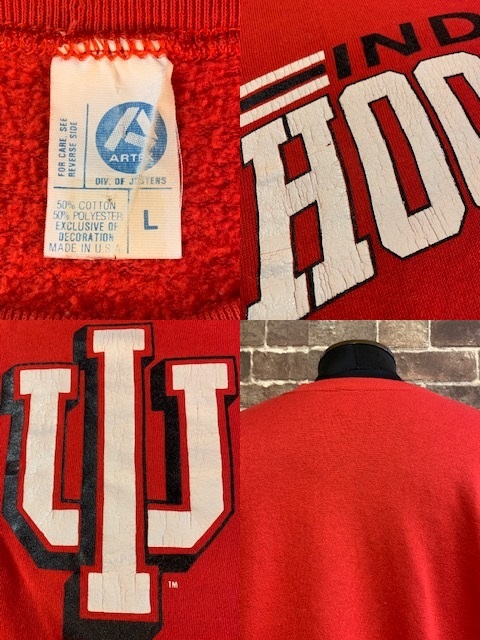 FOR CARE, SEE
REVERSE SIDE
ARTEX
DIV. OF JOSTENS
50% COTTON
50% POLYESTER
EXCLUSIVE OF
DECORATION
MADE IN U.S.A
L
IND
HOO
IU
TM